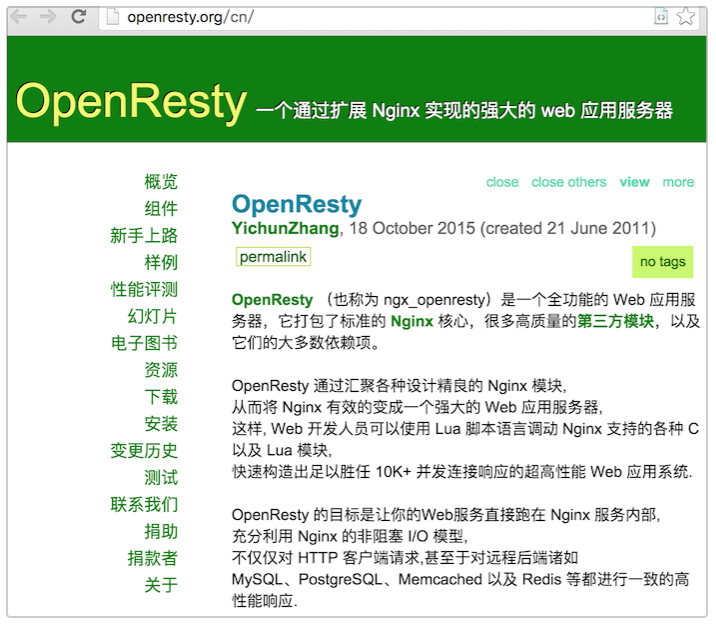 openresty.org/cn/
OpenResty 一个通过扩展 Nginx 实现的强大的 web 应用服务器
概览
组件
新手上路
样例
性能评测
幻灯片
电子图书
资源
下载
安装
变更历史
测试
联系我们
捐助
捐款者
关于
close close others view more
OpenResty
YichunZhang, 18 October 2015 (created 21 June 2011)
permalink
no tags
OpenResty （也称为 ngx_openresty）是一个全功能的 Web 应用服
务器，它打包了标准的 Nginx 核心，很多高质量的第三方模块，以及
它们的大多数依赖项。
OpenResty 通过汇聚各种设计精良的 Nginx 模块,
从而将 Nginx 有效的变成一个强大的 Web 应用服务器,
这样, Web 开发人员可以使用 Lua 脚本语言调动 Nginx 支持的各种 C
以及 Lua 模块,
快速构造出足以胜任 10K+ 并发连接响应的超高性能 Web 应用系统.
OpenResty 的目标是让你的Web服务直接跑在 Nginx 服务内部,
充分利用 Nginx 的非阻塞 I/O 模型,
不仅仅对 HTTP 客户端请求,甚至于对远程后端诸如
MySQL、PostgreSQL、Memcached 以及 Redis 等都进行一致的高
性能响应.